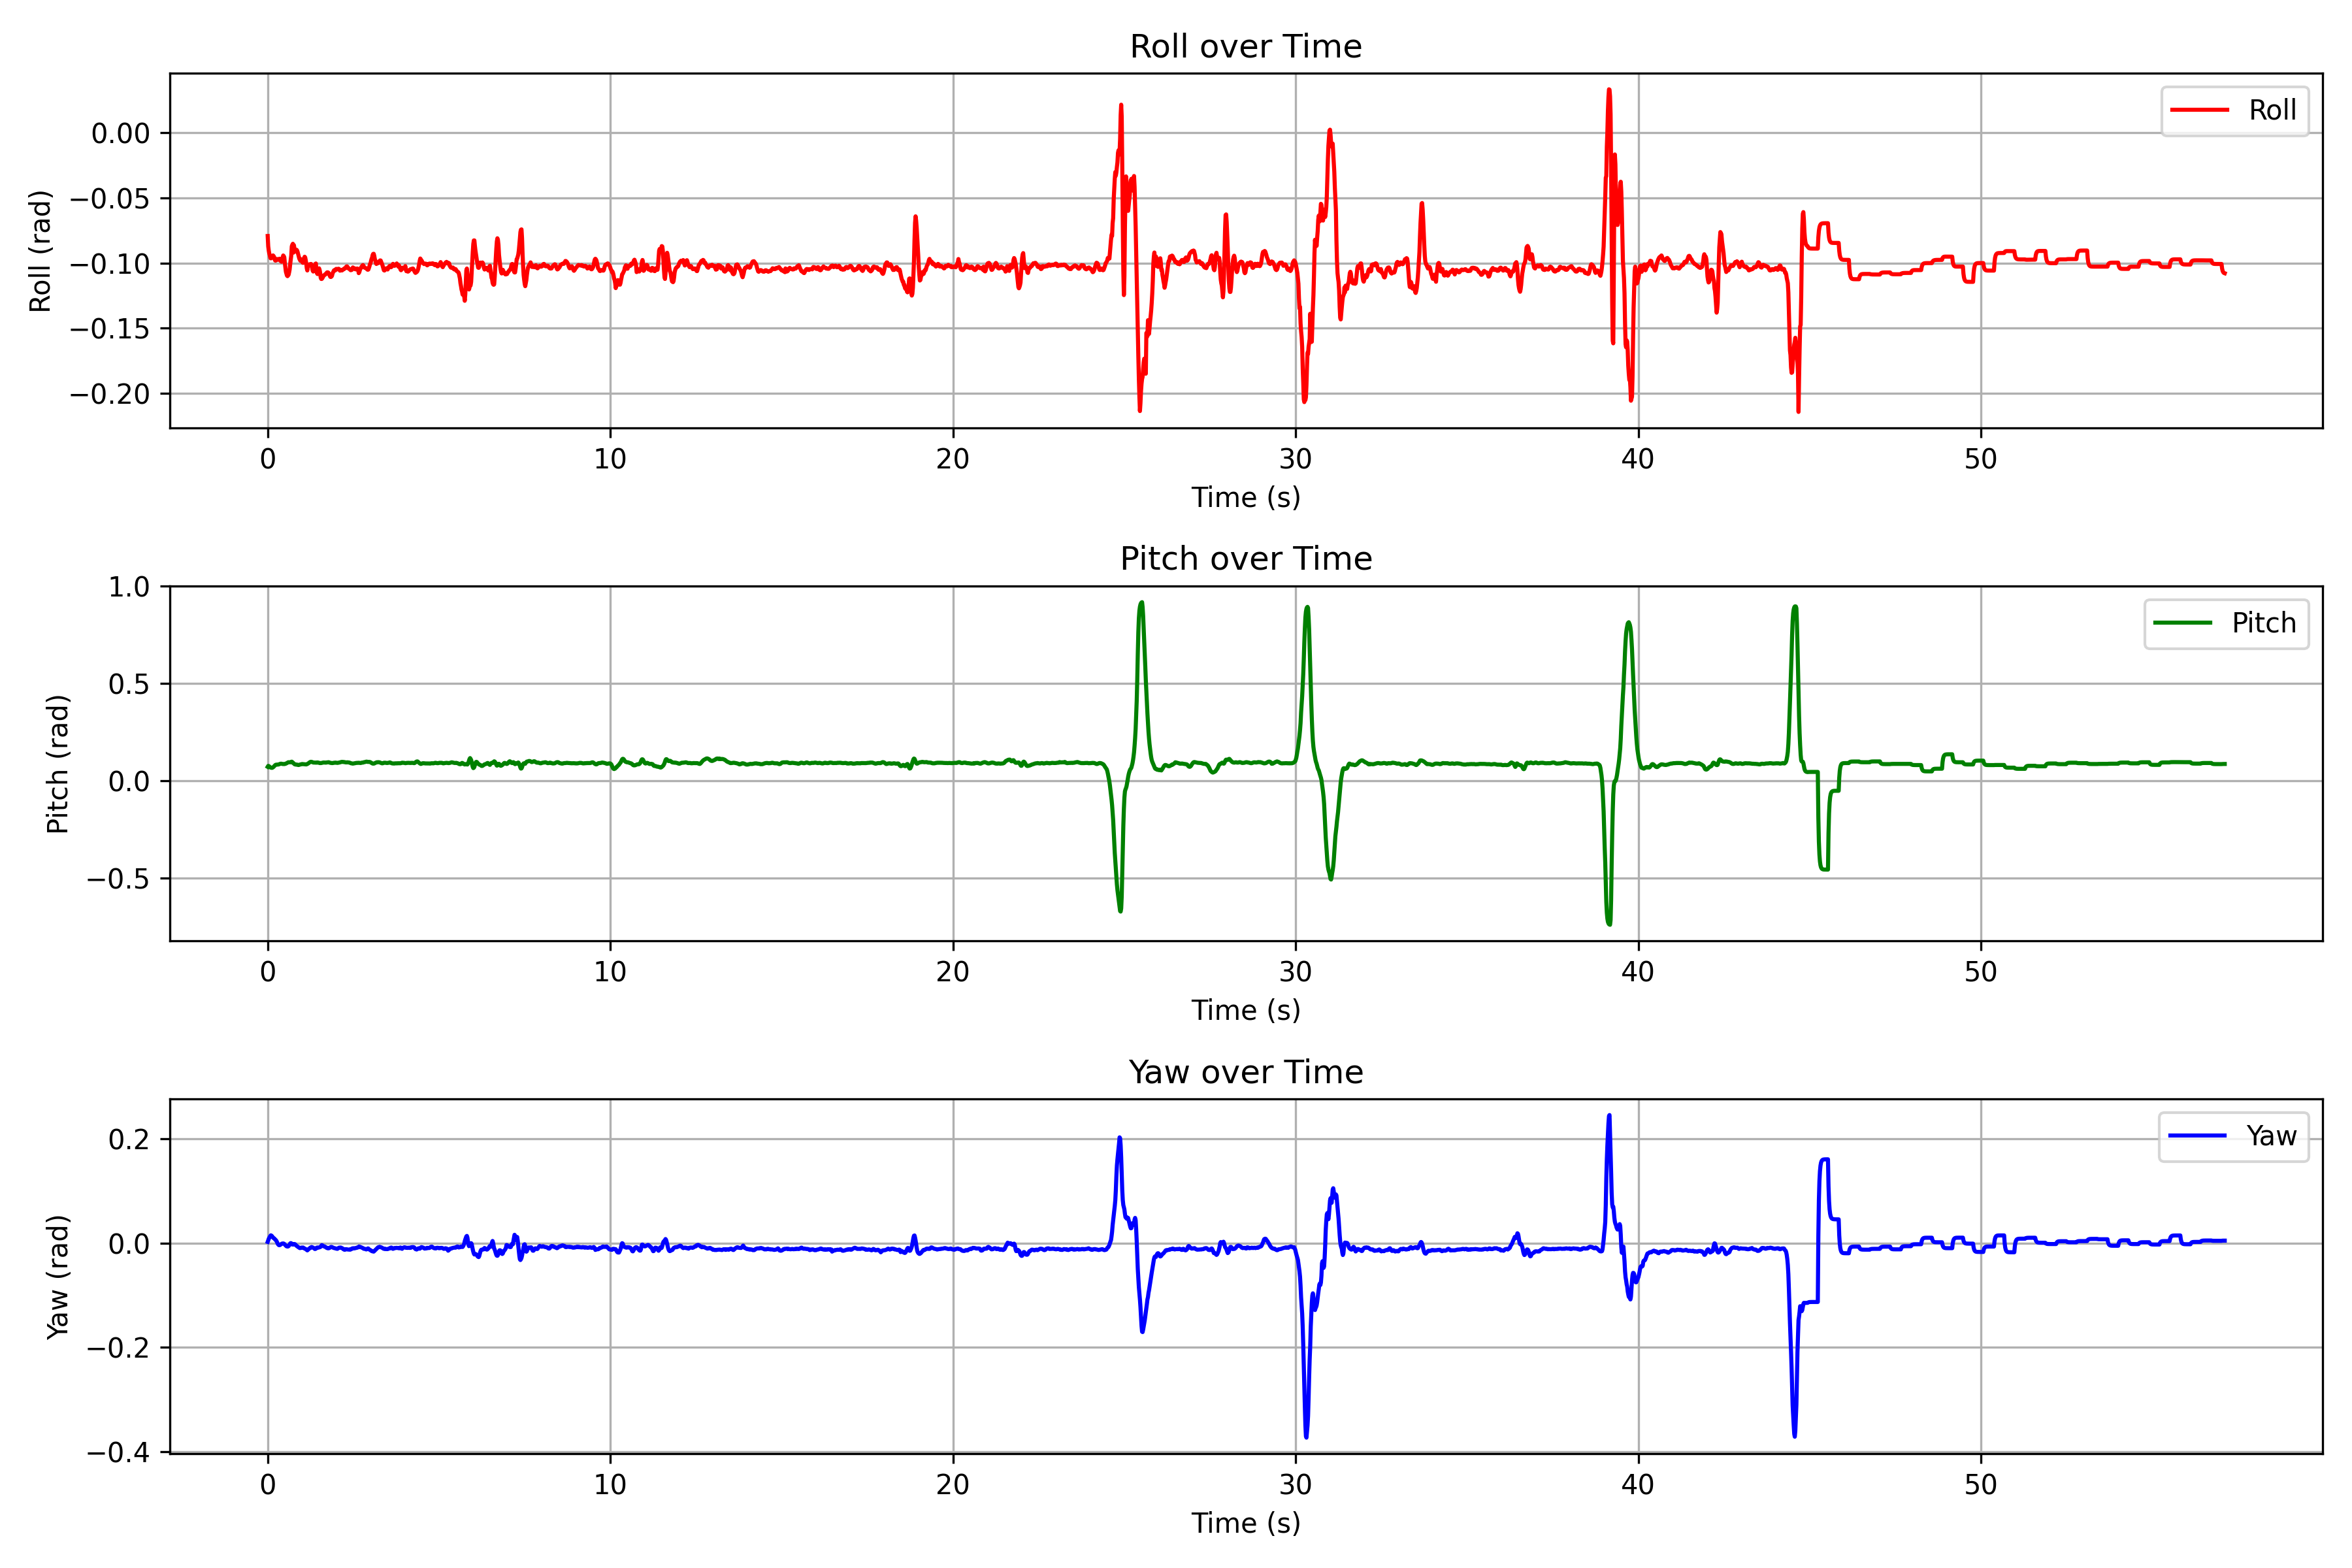 Roll over Time
Roll
0.00
−0.05
−0.10
−0.15
−0.20
Roll (rad)
0 10 20 30 40 50
Time (s)
Pitch over Time
Pitch
1.0
0.5
0.0
−0.5
Pitch (rad)
0 10 20 30 40 50
Time (s)
Yaw over Time
Yaw
0.2
0.0
−0.2
−0.4
Yaw (rad)
0 10 20 30 40 50
Time (s)